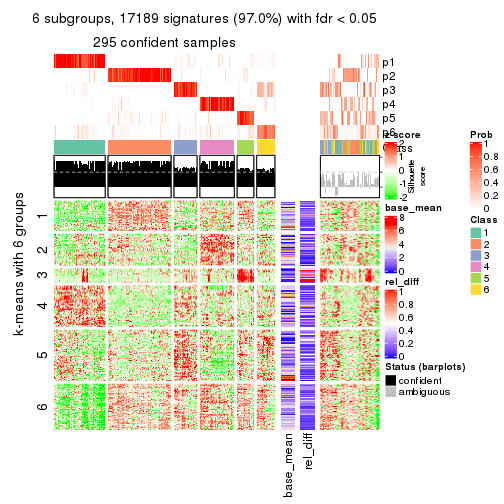 6 subgroups, 17189 signatures (97.0%) with fdr < 0.05
295 confident samples
p1
p2
p3
p4
p5
p6
Class
Silhouette
score
k-means with 6 groups
1
2
3
4
5
6
base_mean
rel_diff
z-score
2
1
0
-1
-2
base_mean
8
6
4
2
0
rel_diff
1
0.8
0.6
0.4
0.2
0
Status (barplots)
confident
ambiguous
Prob
1
0.8
0.6
0.4
0.2
0
Class
1
2
3
4
5
6